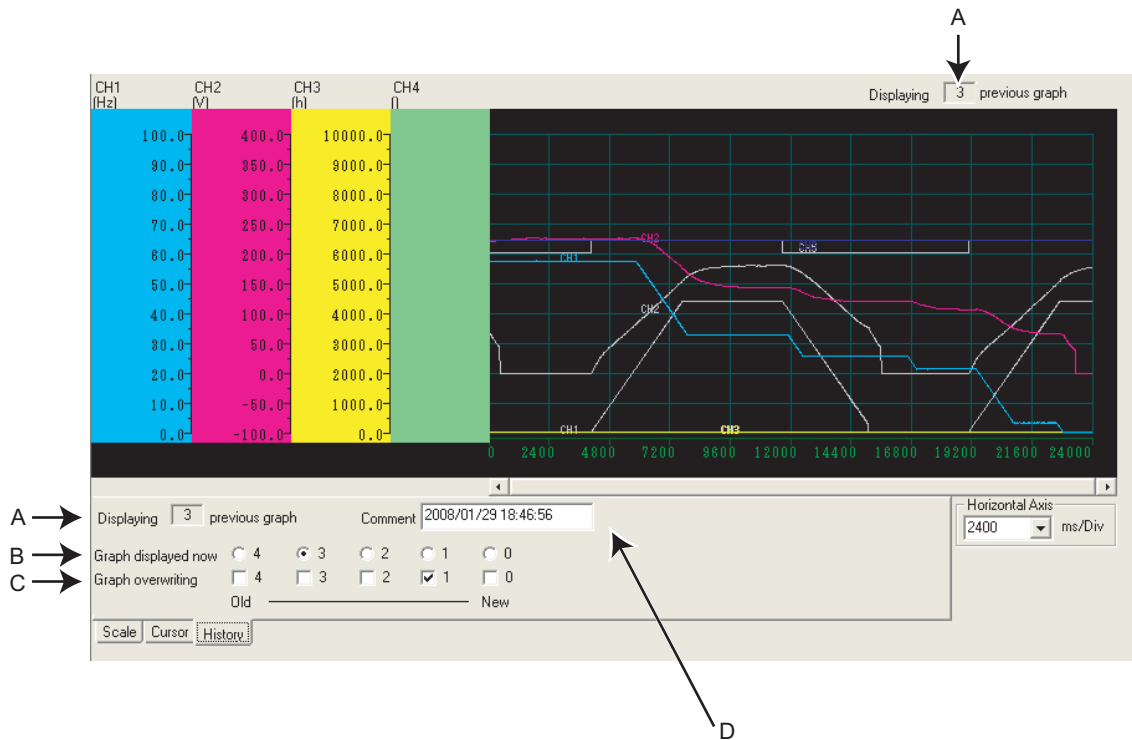 A
CH1 CH2 CH3 CH4
(Hz) (V) (h) ()
Displaying 3 previous graph
100.0 400.0 10000.0
90.0 350.0 9000.0
80.0 300.0 8000.0
70.0 250.0 7000.0
60.0 200.0 6000.0
50.0 150.0 5000.0
40.0 100.0 4000.0
30.0 50.0 3000.0
20.0 0.0 2000.0
10.0 -50.0 1000.0
0.0 -100.0 0.0
CH2
CH1
CH2
CH1 CH3
0 2400 4800 7200 9600 12000 14400 16800 19200 21600 24000
A Displaying 3 previous graph Comment 2008/01/29 18:46:56
Horizontal Axis
2400 ms/Div
B Graph displayed now 4 3 2 1 0
C Graph overwriting 4 3 2 1 0
Old New
Scale Cursor History
D